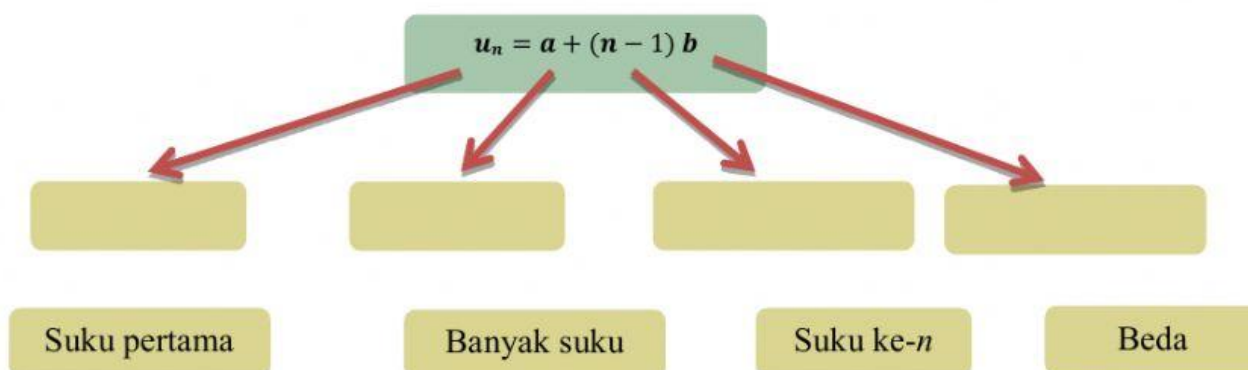 uₙ = a + (n − 1) b
Suku pertama
Banyak suku
Suku ke-n
Beda